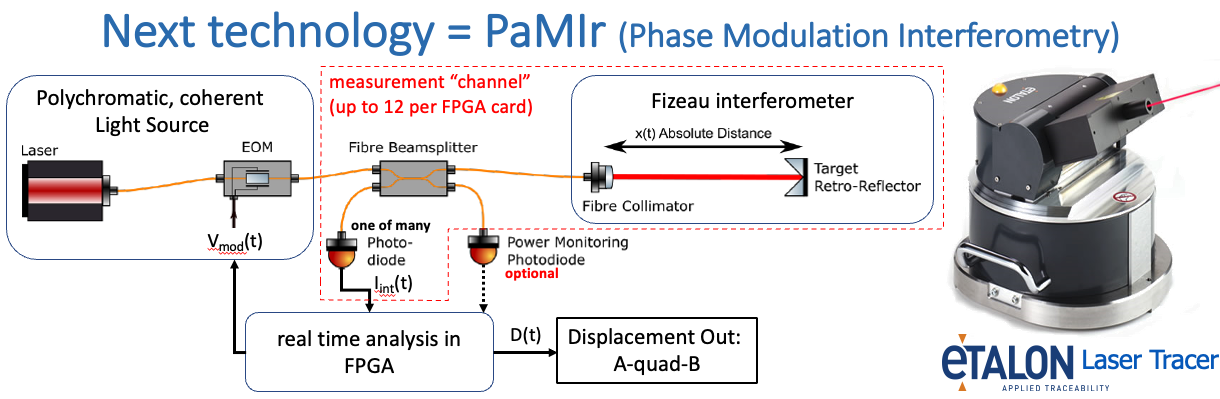 Next technology = PaMIr (Phase Modulation Interferometry)
Polychromatic, coherent
Light Source
Laser
EOM
Vmod(t)
measurement “channel”
(up to 12 per FPGA card)
Fibre Beamsplitter
one of many
Photo-
diode
Iint(t)
Power Monitoring
Photodiode
optional
Fizeau interferometer
x(t) Absolute Distance
Fibre Collimator
Target
Retro-Reflector
real time analysis in
FPGA
D(t)
Displacement Out:
A-quad-B
ETALON
eTALON Laser Tracer
APPLIED TRACEABILITY